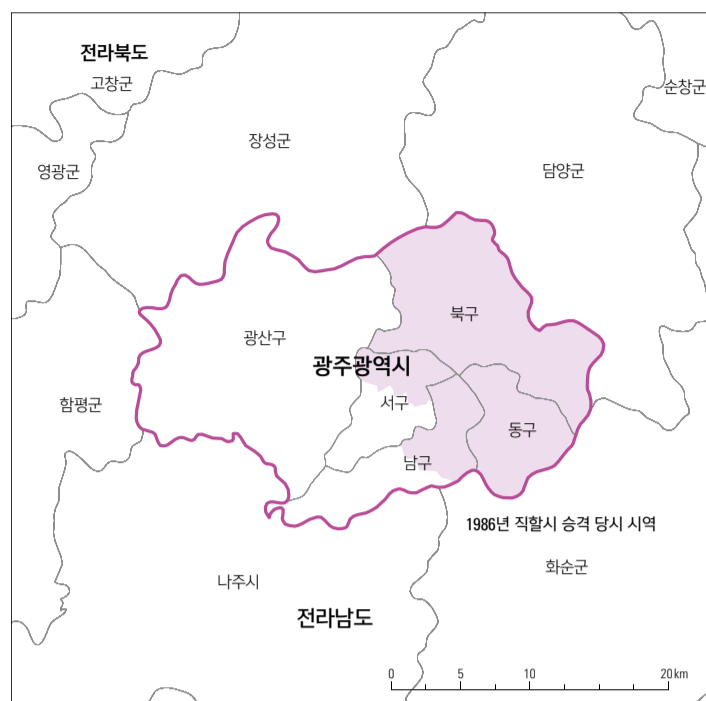 전라북도
고창군
순창군
장성군
영광군
담양군
북구
광산구
광주광역시
서구
함평군
동구
남구
1986년 직할시 승격 당시 시역
화순군
나주시
전라남도
0 5 10 20 km